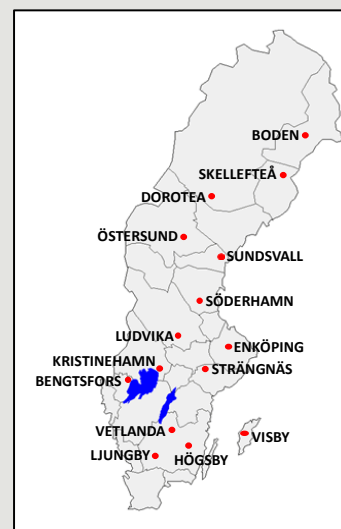 BODEN
SKELLEFTEÅ
DOROTEA
ÖSTERSUND
SUNDSVALL
SÖDERHAMN
LUDVIKA
ENKÖPING
KRISTINEHAMN
STRÄNGNÄS
BENGTSFORS
VETLANDA
VISBY
LJUNGBY
HÖGSBY